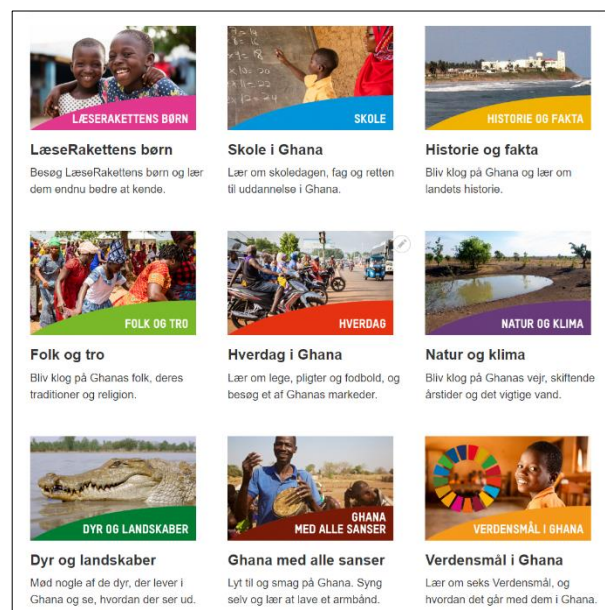 LÆSERAKETTENS BØRN
LæseRakettens børn
Besøg LæseRakettens børn og lær
dem endnu bedre at kende.
SKOLE
Skole i Ghana
Lær om skoledagen, fag og retten
til uddannelse i Ghana.
HISTORIE OG FAKTA
Historie og fakta
Bliv klog på Ghana og lær om
landets historie.
FOLK OG TRO
Folk og tro
Bliv klog på Ghanas folk, deres
traditioner og religion.
HVERDAG
Hverdag i Ghana
Lær om lege, pligter og fodbold, og
besøg et af Ghanas markeder.
NATUR OG KLIMA
Natur og klima
Bliv klog på Ghanas vejr, skiftende
årstider og det vigtige vand.
DYR OG LANDSKABER
Dyr og landskaber
Mød nogle af de dyr, der lever i
Ghana og se, hvordan der ser ud.
GHANA
MED ALLE SANSER
Ghana med alle sanser
Lyt til og smag på Ghana. Syng
selv og lær at lave et armbånd.
VERDENSMÅL I GHANA
Verdensmål i Ghana
Lær om seks Verdensmål, og
hvordan det går med dem i Ghana.